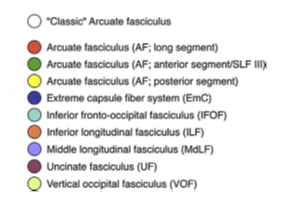 "Classic" Arcuate fasciculus
Arcuate fasciculus (AF; long segment)
Arcuate fasciculus (AF; anterior segment/SLF III)
Arcuate fasciculus (AF; posterior segment)
Extreme capsule fiber system (EmC)
Inferior fronto-occipital fasciculus (IFOF)
Inferior longitudinal fasciculus (ILF)
Middle longitudinal fasciculus (MdLF)
Uncinate fasciculus (UF)
Vertical occipital fasciculus (VOF)